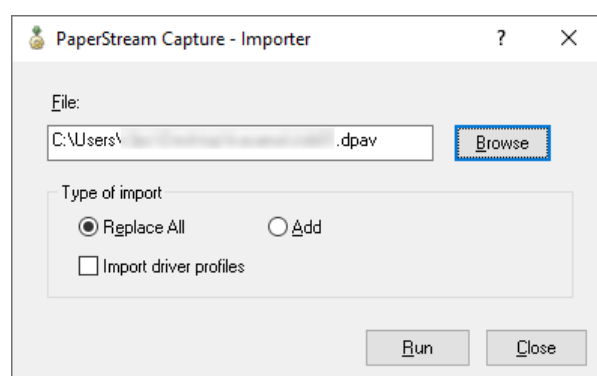 PaperStream Capture - Importer ? X
File:
C:\Users\ .dpav Browse
Type of import
Replace All Add
Import driver profiles
Run Close